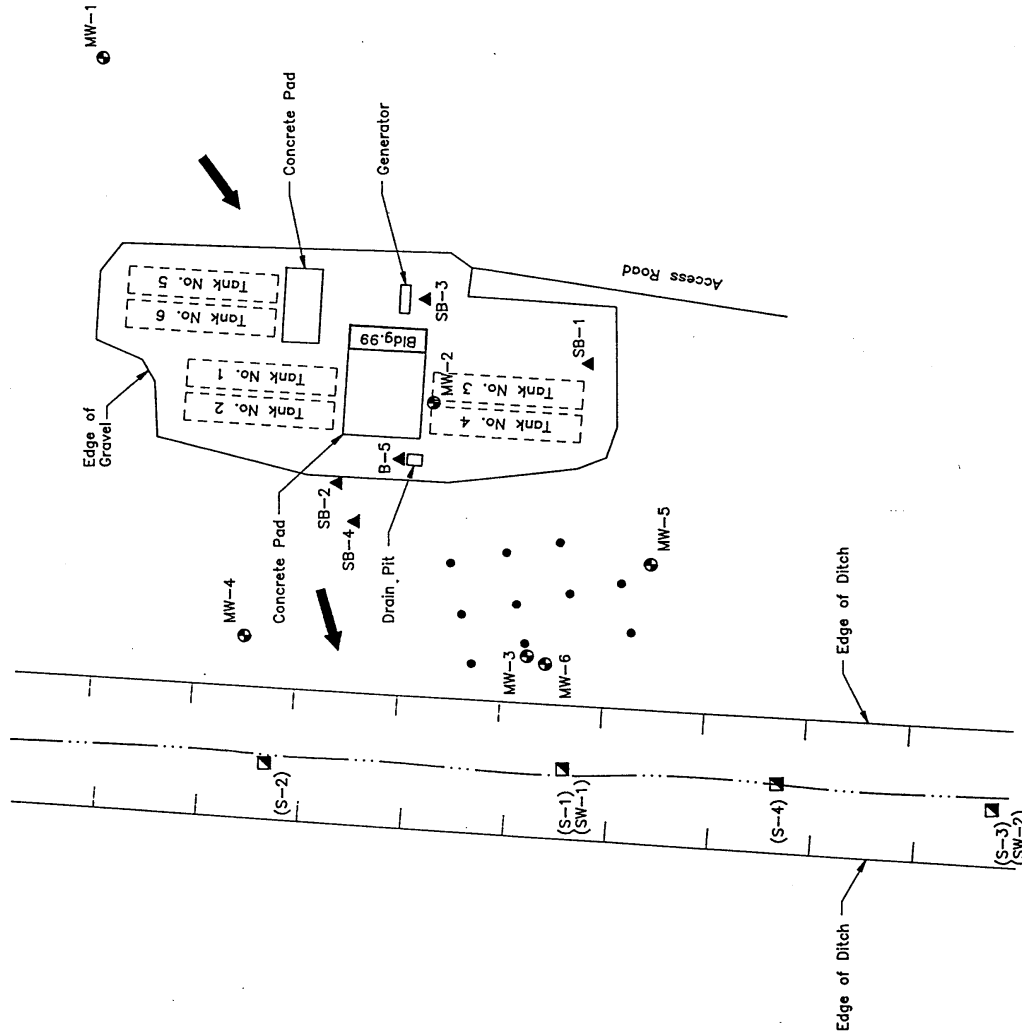 MW-1
Concrete Pad
Generator
Tank No. 5
Tank No. 6
Access Road
SB-3
Bldg.99
Tank No. 1
Tank No. 2
MW-2
Tank No. 3
Tank No. 4
SB-1
Edge of
Gravel
B-5
SB-2
SB-4
Concrete Pad
Drain Pit
MW-4
MW-5
MW-3
MW-6
Edge of Ditch
(S-2)
(S-1)
(SW-1)
(S-4)
(S-3)
(SW-2)
Edge of Ditch